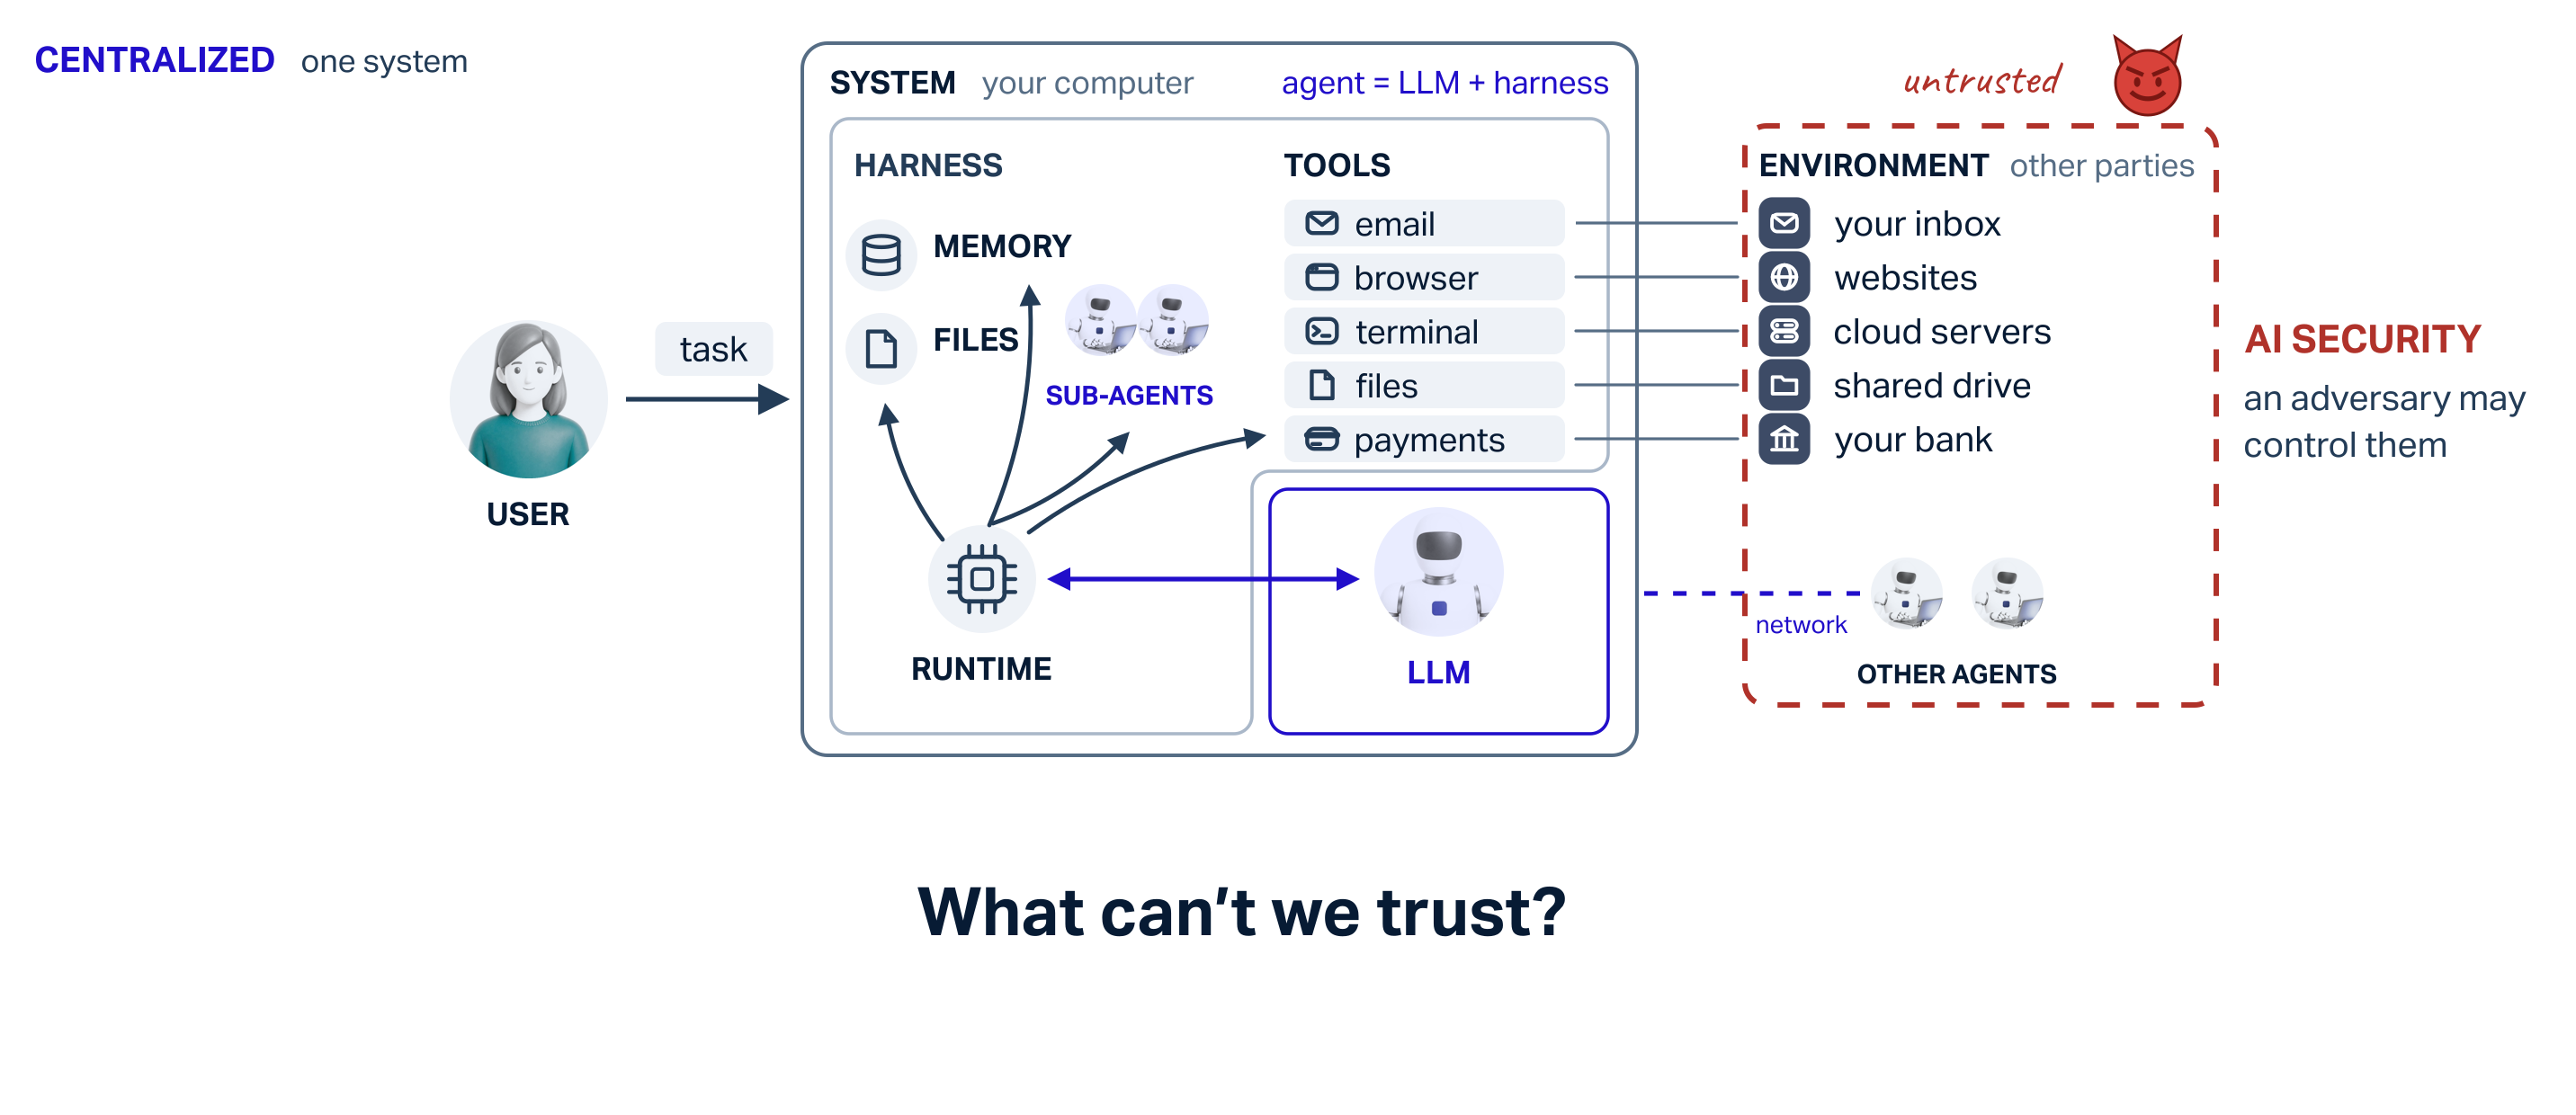 CENTRALIZED one system
SYSTEM your computer agent = LLM + harness
untrusted
HARNESS
TOOLS
ENVIRONMENT other parties
MEMORY
FILES
SUB-AGENTS
email
browser
terminal
files
payments
your inbox
websites
cloud servers
shared drive
your bank
task
USER
AI SECURITY
an adversary may
control them
RUNTIME
LLM
network
OTHER AGENTS
What can’t we trust?